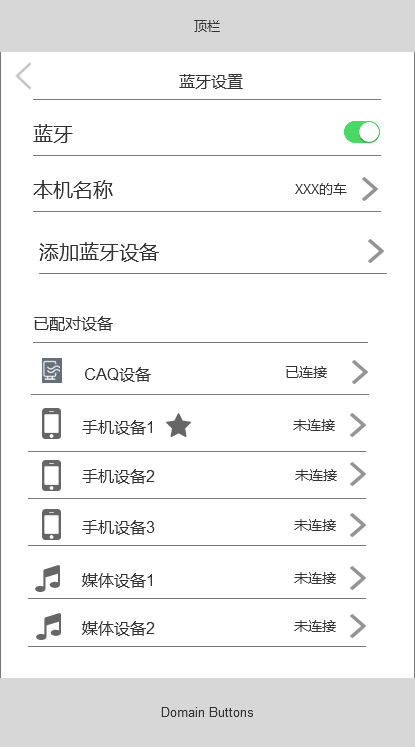 顶栏
蓝牙设置
蓝牙
本机名称 XXX的车
添加蓝牙设备
已配对设备
CAQ设备 已连接
手机设备1 未连接
手机设备2 未连接
手机设备3 未连接
媒体设备1 未连接
媒体设备2 未连接
Domain Buttons